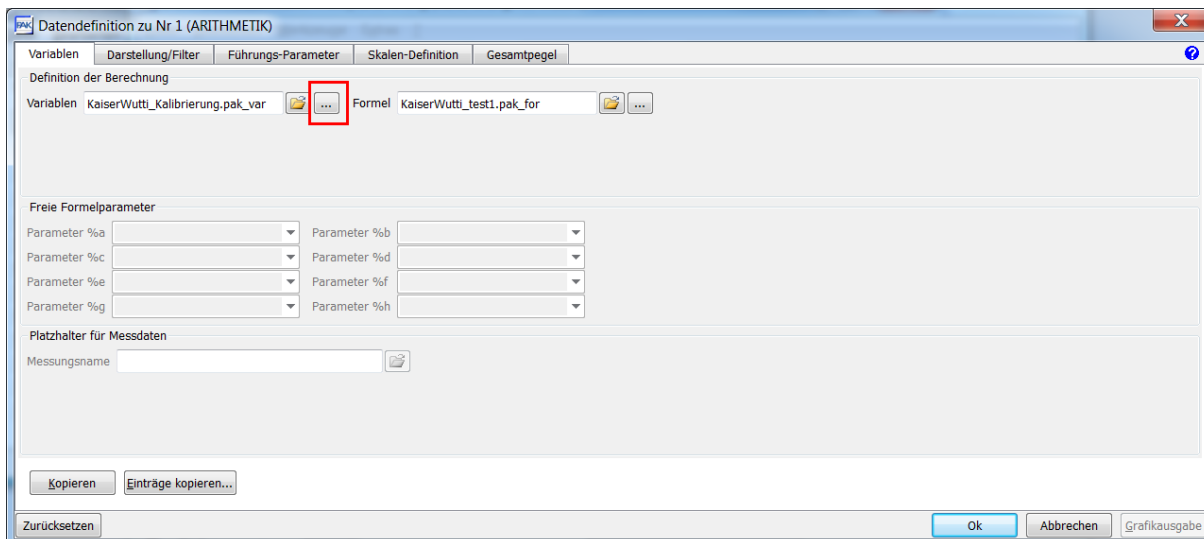 PAK Datendefinition zu Nr 1 (ARITHMETIK) X
Variablen Darstellung/Filter Führungs-Parameter Skalen-Definition Gesamtpegel ?
Definition der Berechnung
Variablen KaiserWutti_Kalibrierung.pak_var ... Formel KaiserWutti_test1.pak_for ...
Freie Formelparameter
Parameter %a Parameter %b
Parameter %c Parameter %d
Parameter %e Parameter %f
Parameter %g Parameter %h
Platzhalter für Messdaten
Messungsname
Kopieren Einträge kopieren...
Zurücksetzen Ok Abbrechen Grafikausgabe